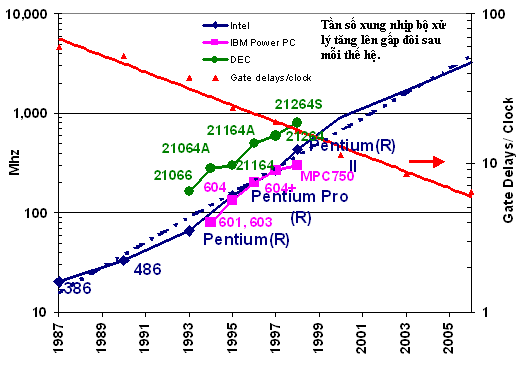 Intel
IBM Power PC
DEC
Gate delays/clock
Tần số xung nhịp bộ xử
lý tăng lên gấp đôi sau
mỗi thế hệ.
10,000
1,000
100
10
Mhz
100
10
1
Gate Delays/ Clock
21264S
21164A
21264
21064A
21164
21066
Pentium(R)
II
MPC750
604
604+
Pentium Po
(R)
601, 603
Pentium(R)
486
386
1987
1989
1991
1993
1995
1997
1999
2001
2003
2005